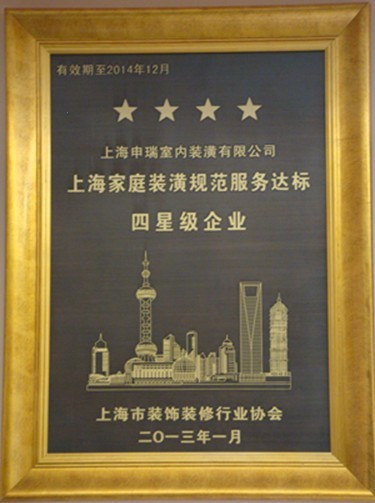 有效期至2014年12月
上海申瑞室内装潢有限公司
上海家庭装潢规范服务达标
四星级企业
上海市装饰装修行业协会
二〇一三年一月